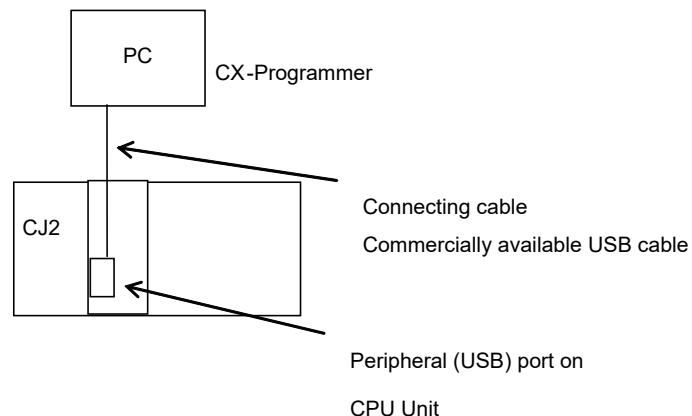 PC
CX-Programmer
Connecting cable
CJ2
Commercially available USB cable
Peripheral (USB) port on
CPU Unit